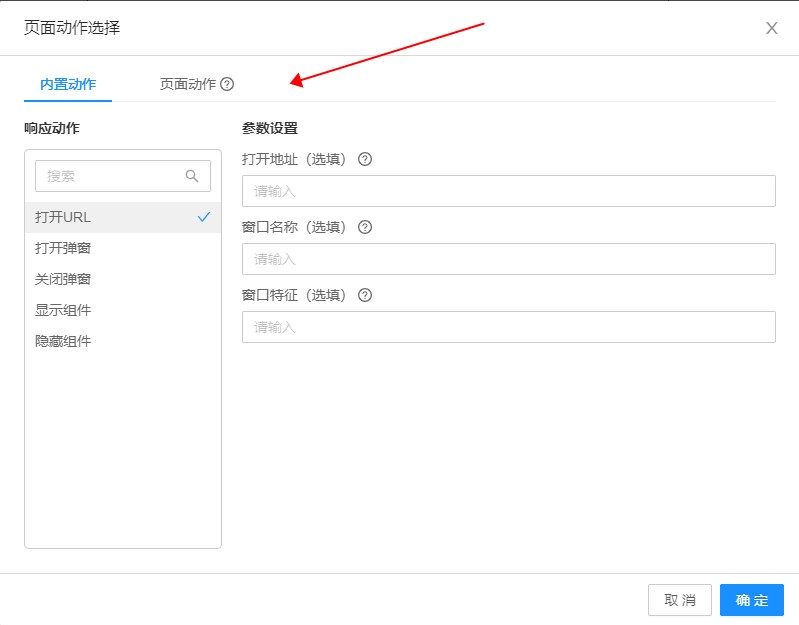 页面动作选择
内置动作 页面动作
响应动作
搜索
打开URL
打开弹窗
关闭弹窗
显示组件
隐藏组件
参数设置
打开地址（选填）
请输入
窗口名称（选填）
请输入
窗口特征（选填）
请输入
取 消 确 定